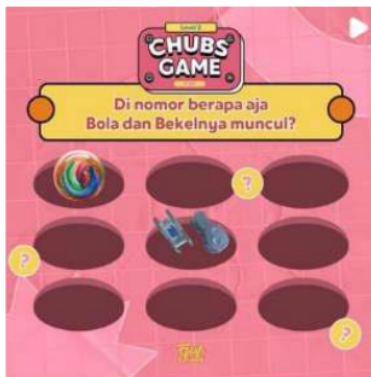 CHUBS
GAME
Di nomor berapa aja
Bola dan Bekelnya muncul?
?
?
?